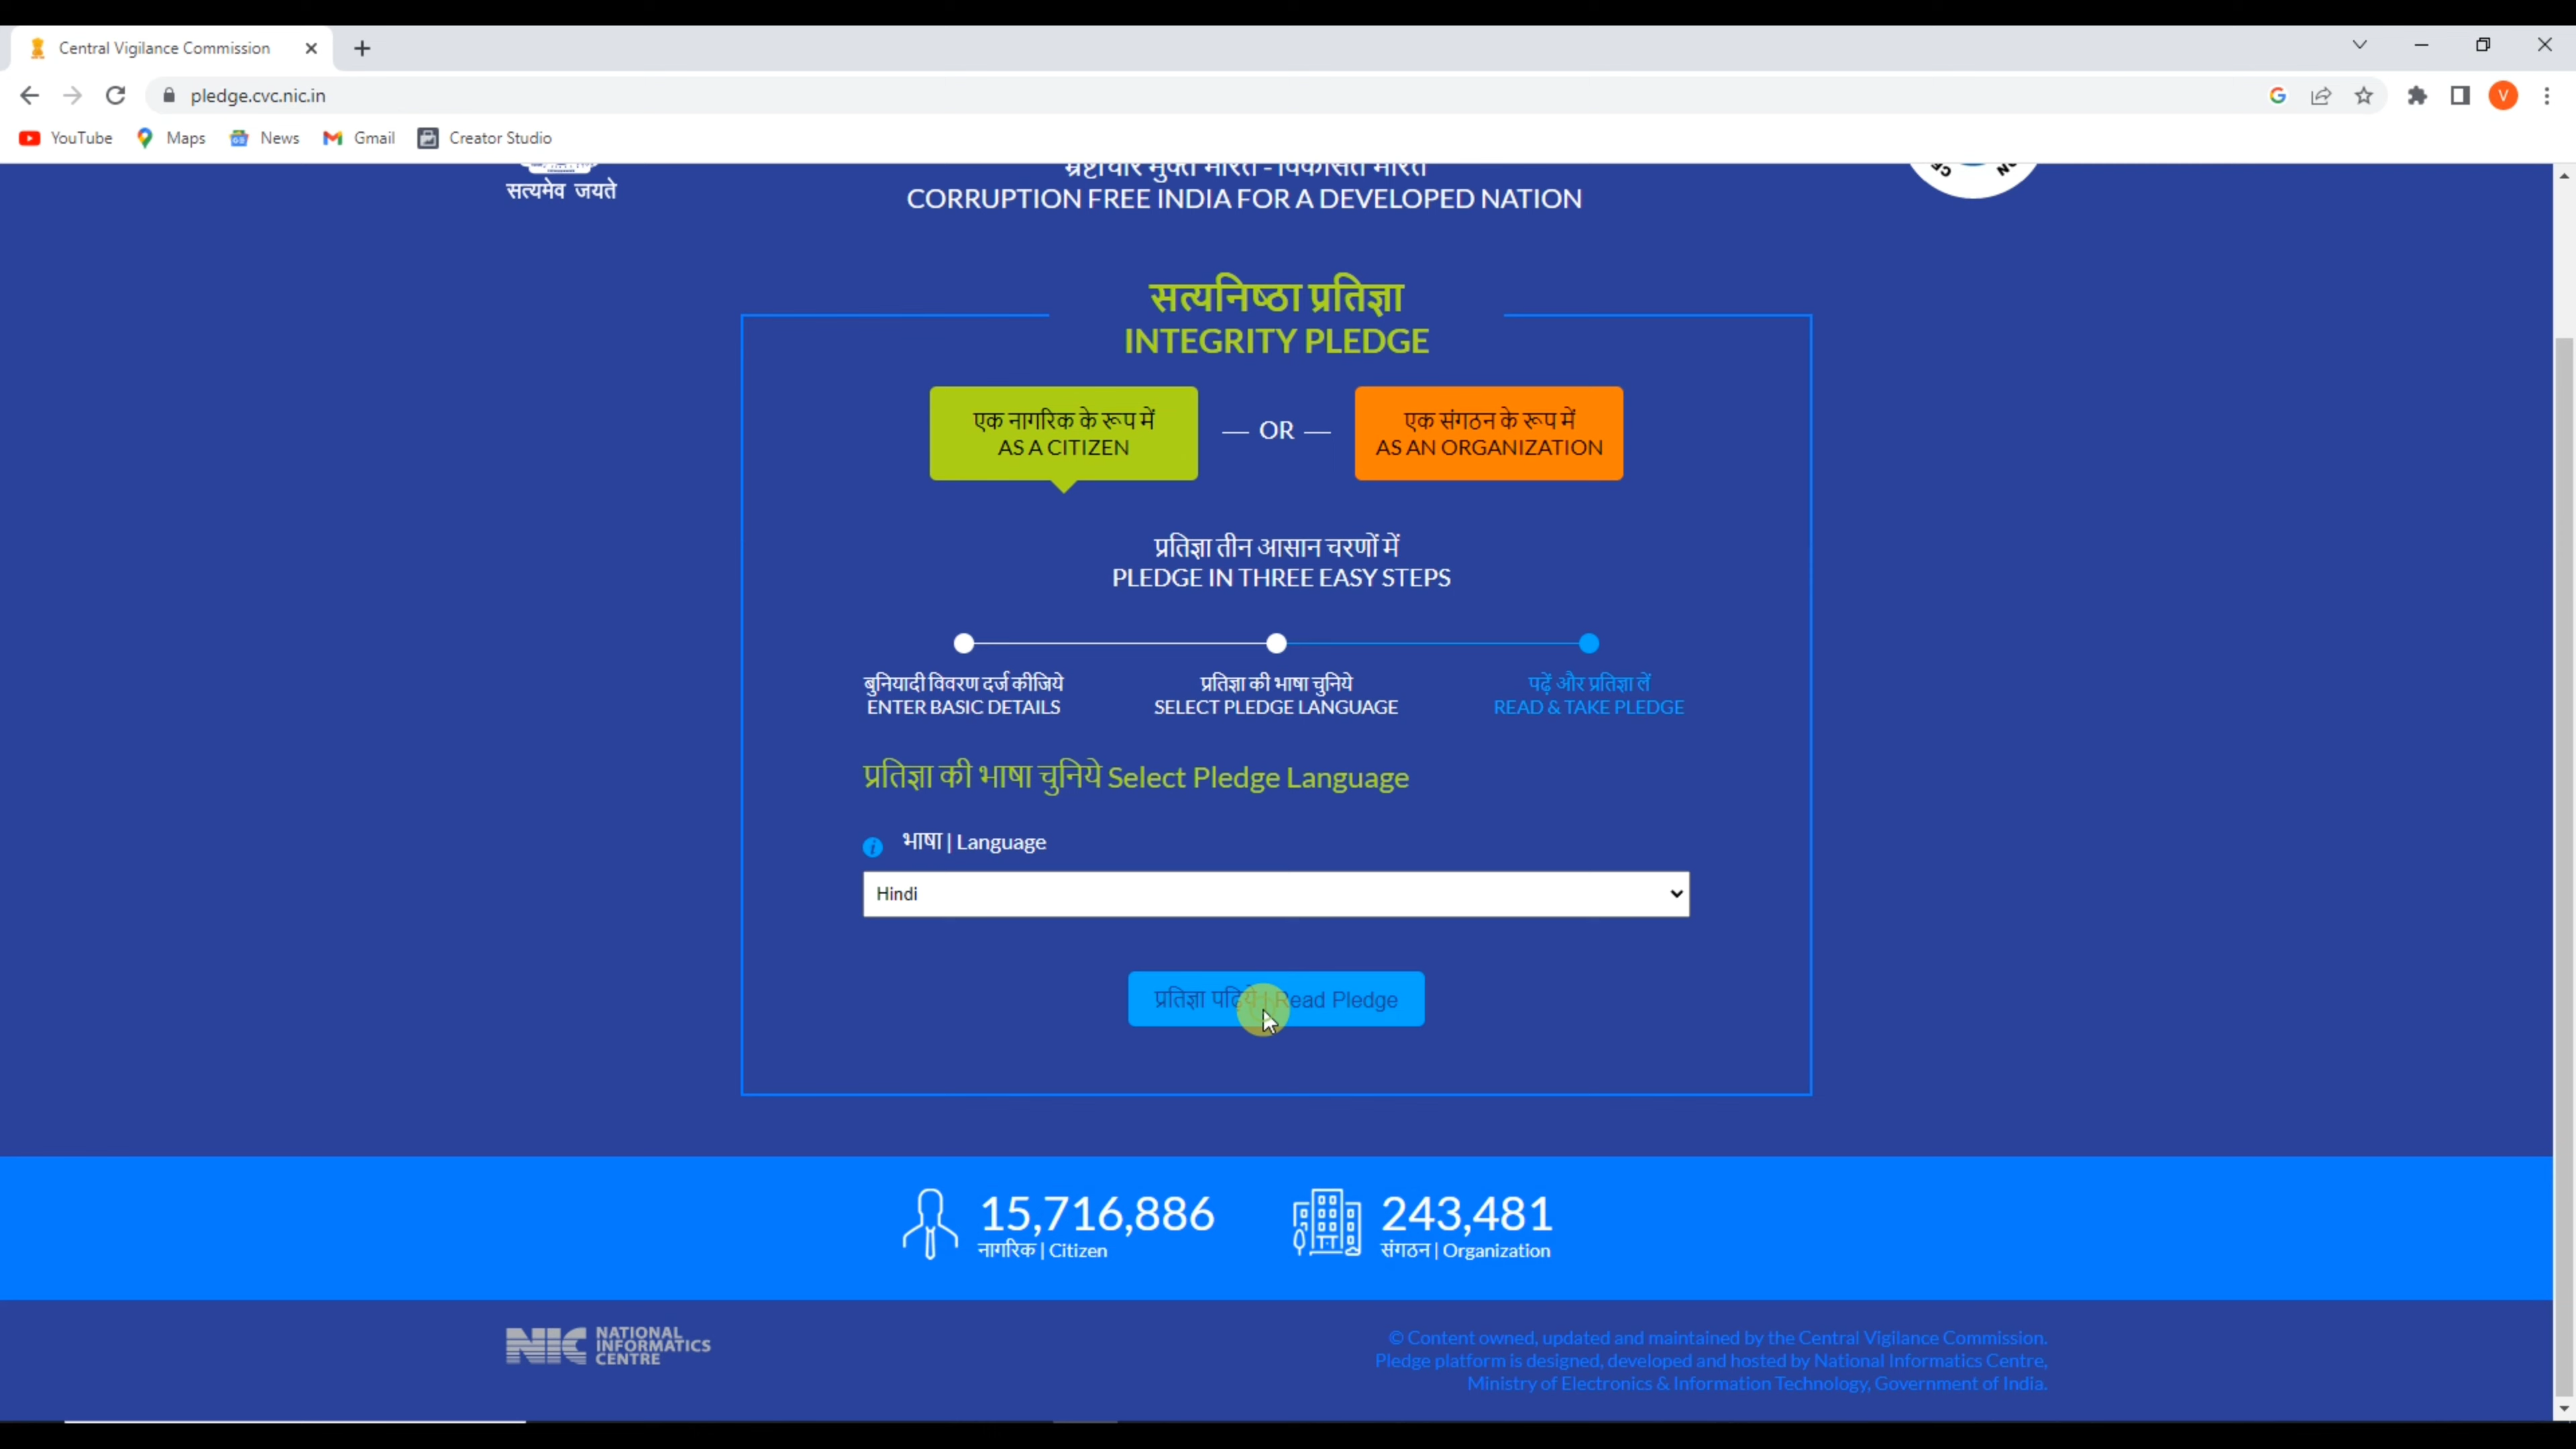 Central Vigilance Commission
pledge.cvc.nic.in
YouTube Maps News Gmail Creator Studio
सत्यमेव जयते
भ्रष्टाचार मुक्त भारत - विकसित भारत
CORRUPTION FREE INDIA FOR A DEVELOPED NATION
सत्यनिष्ठा प्रतिज्ञा
INTEGRITY PLEDGE
एक नागरिक के रूप में
AS A CITIZEN
— OR —
एक संगठन के रूप में
AS AN ORGANIZATION
प्रतिज्ञा तीन आसान चरणों में
PLEDGE IN THREE EASY STEPS
बुनियादी विवरण दर्ज कीजिये
ENTER BASIC DETAILS
प्रतिज्ञा की भाषा चुनिये
SELECT PLEDGE LANGUAGE
पढ़ें और प्रतिज्ञा लें
READ & TAKE PLEDGE
प्रतिज्ञा की भाषा चुनिये Select Pledge Language
भाषा | Language
Hindi
प्रतिज्ञा पढ़िये | Read Pledge
15,716,886
नागरिक | Citizen
243,481
संगठन | Organization
NIC NATIONAL
INFORMATICS
CENTRE
© Content owned, updated and maintained by the Central Vigilance Commission.
Pledge platform is designed, developed and hosted by National Informatics Centre,
Ministry of Electronics & Information Technology, Government of India.